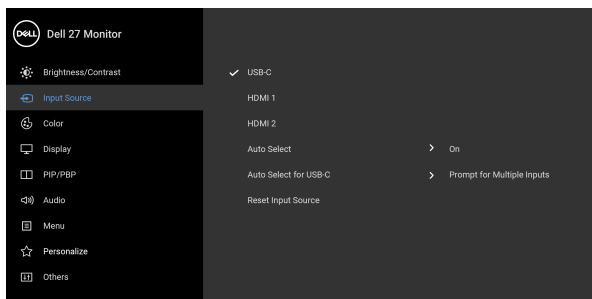 DELL Dell 27 Monitor
Brightness/Contrast
USB-C
Input Source
HDMI 1
Color
HDMI 2
Display
Auto Select
On
PIP/PBP
Auto Select for USB-C
Prompt for Multiple Inputs
Audio
Reset Input Source
Menu
Personalize
Others